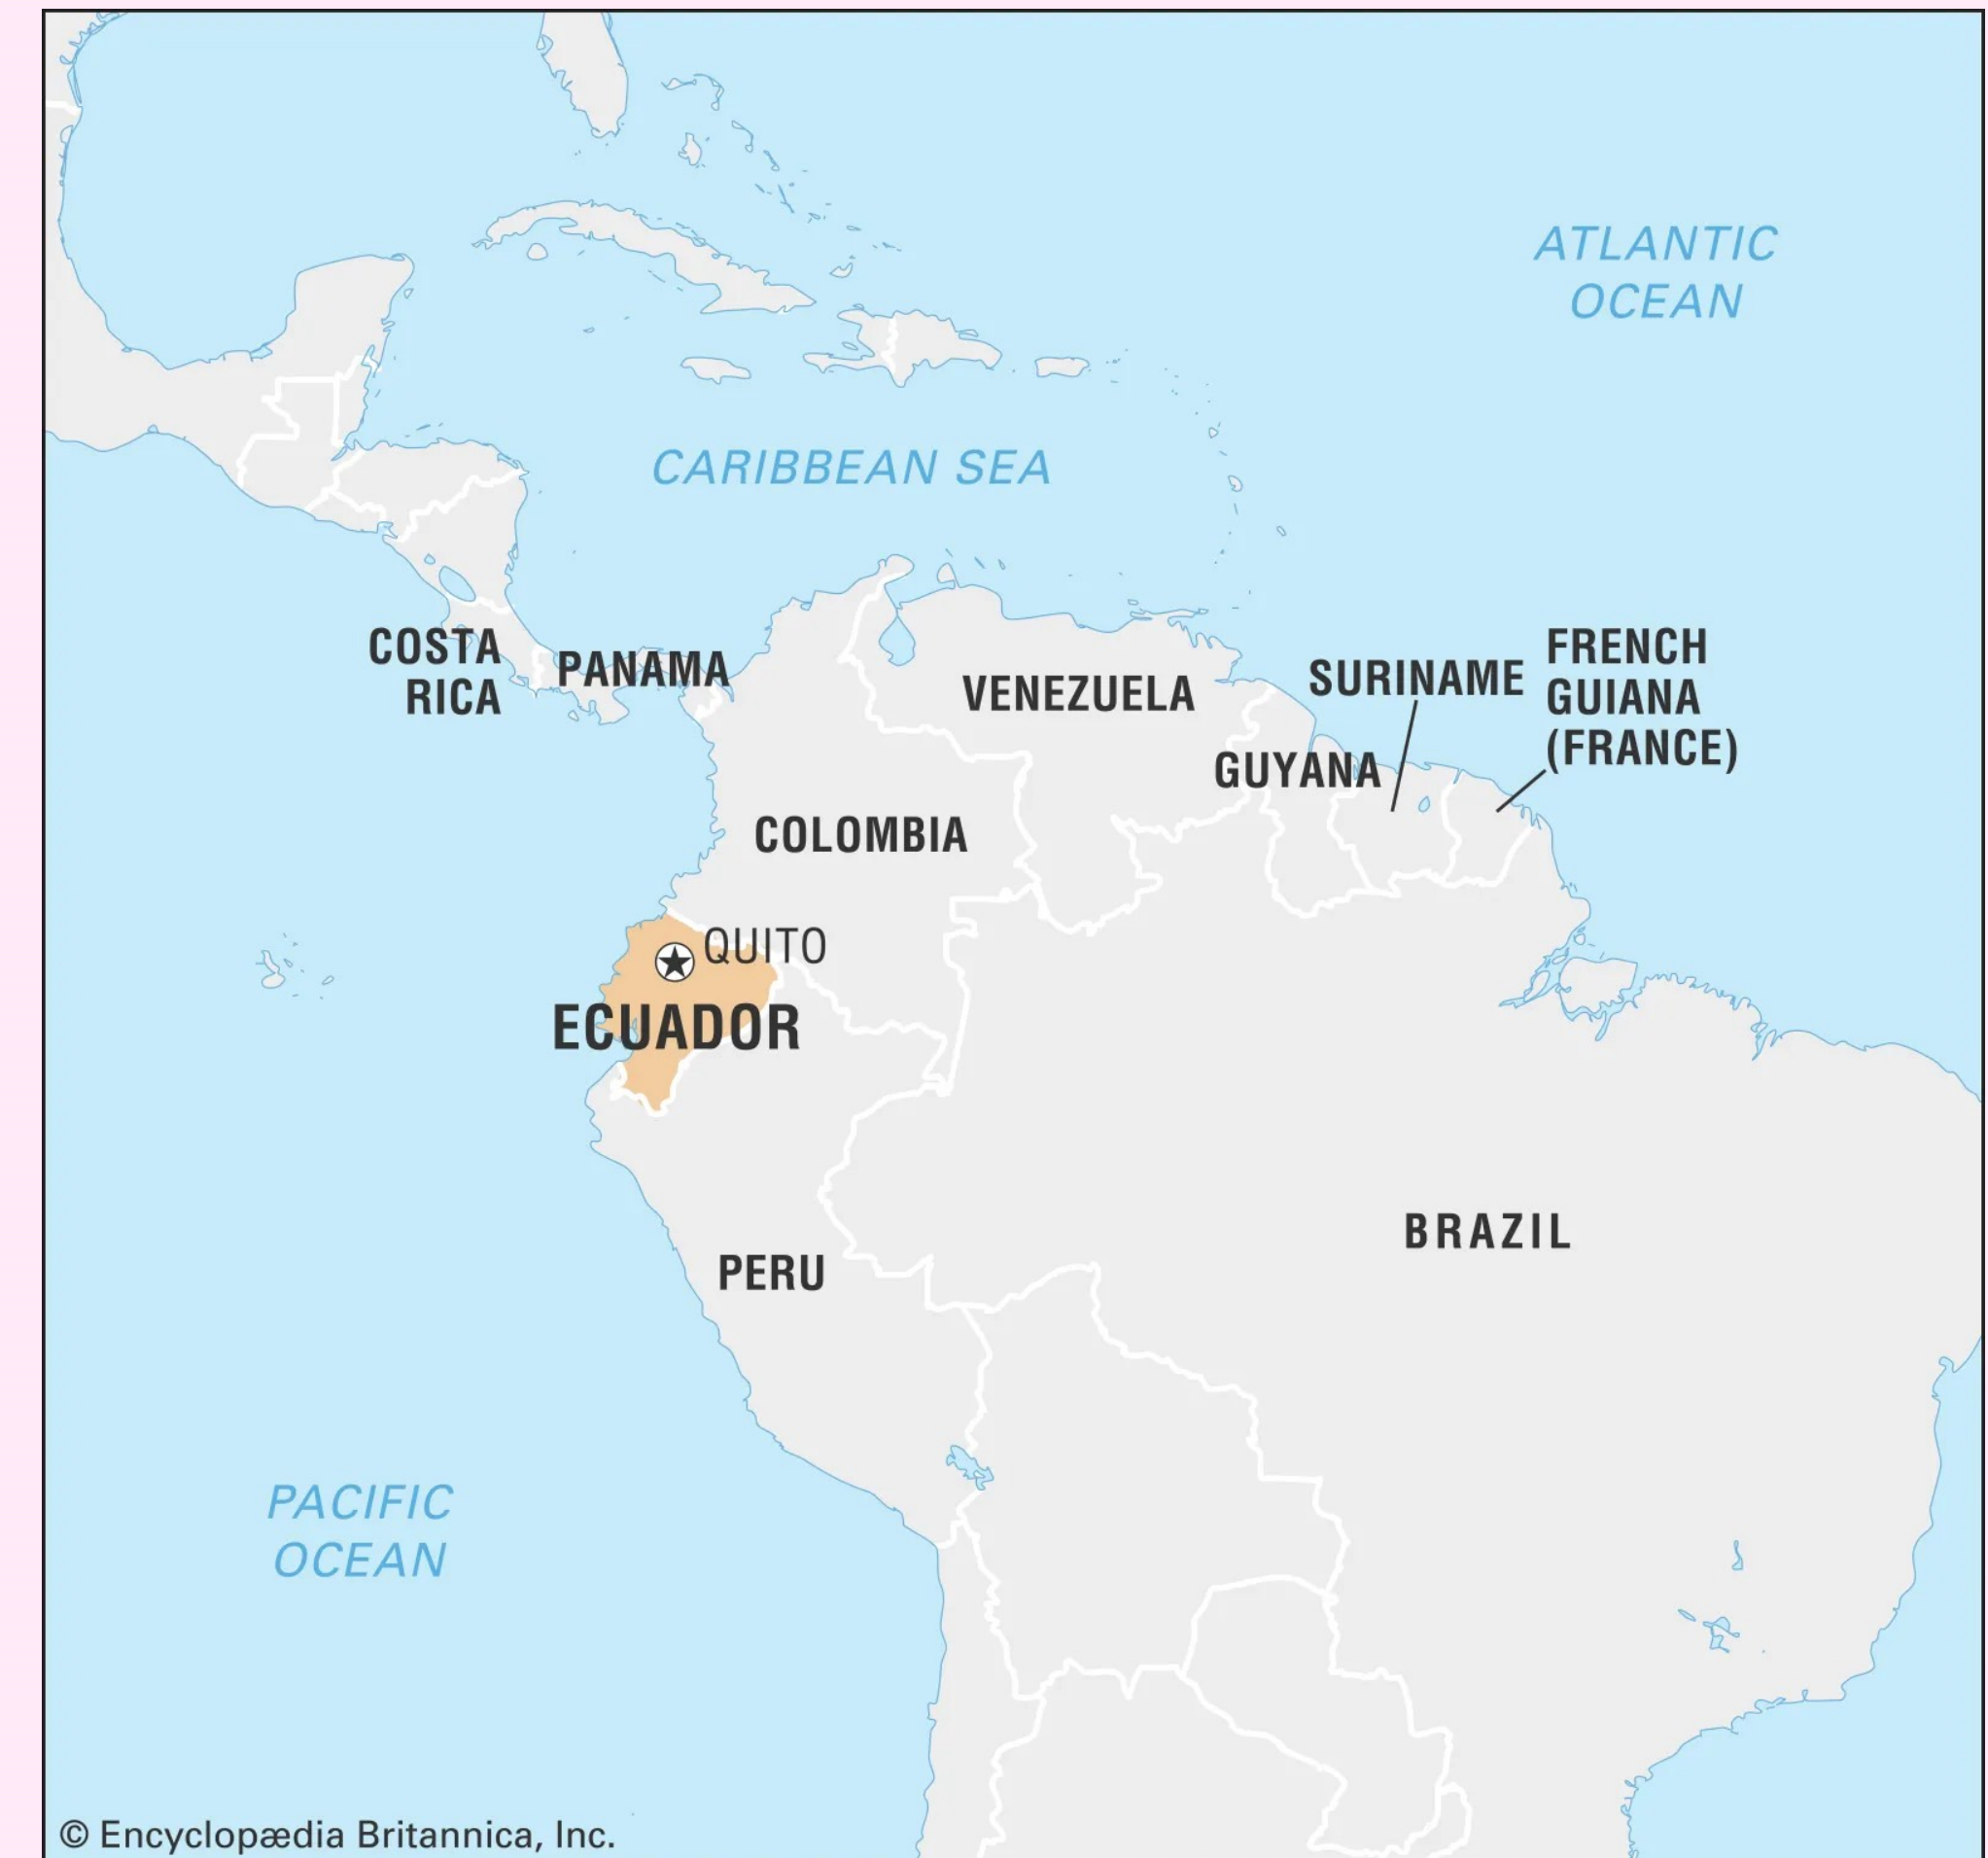 ATLANTIC
OCEAN
CARIBBEAN SEA
COSTA
RICA
PANAMA
VENEZUELA
GUYANA
SURINAME
FRENCH
GUIANA
(FRANCE)
COLOMBIA
QUITO
ECUADOR
PERU
BRAZIL
PACIFIC
OCEAN
© Encyclopædia Britannica, Inc.